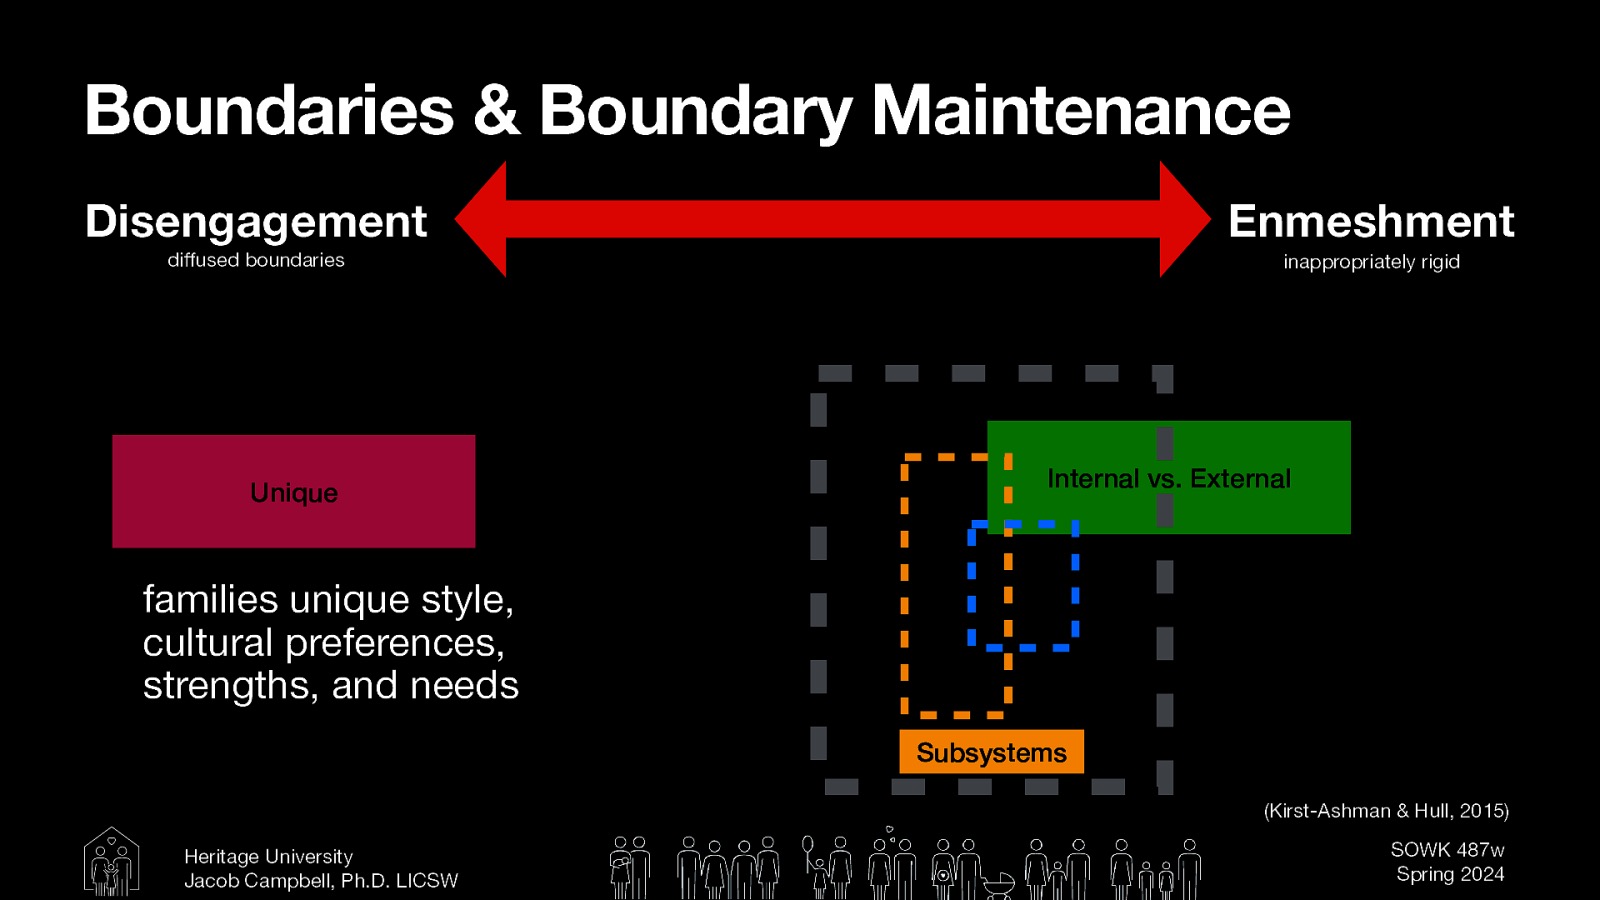 Boundaries & Boundary Maintenance
Disengagement
diffused boundaries
Enmeshment
inappropriately rigid
Unique
families unique style,
cultural preferences,
strengths, and needs
Internal vs. External
Subsystems
(Kirst-Ashman & Hull, 2015)
Heritage University
Jacob Campbell, Ph.D. LICSW
SOWK 487w
Spring 2024